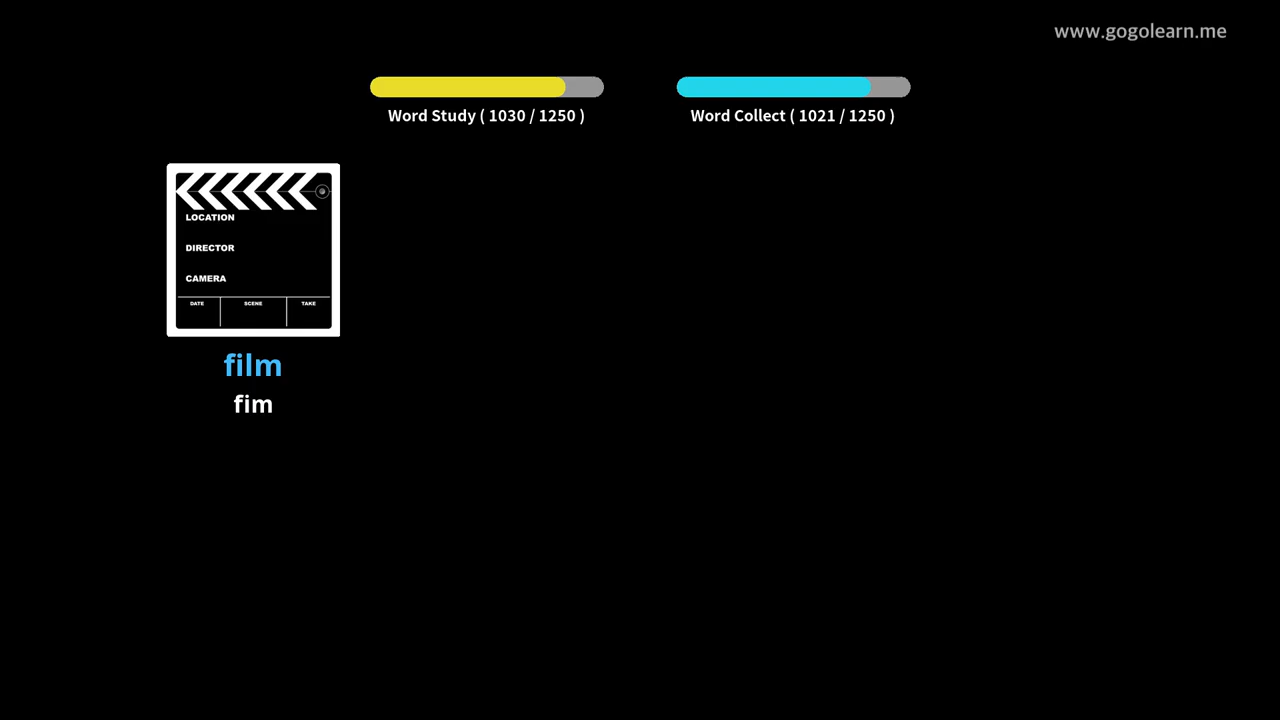 www.gogolearn.me
Word Study ( 1030 / 1250 )
Word Collect ( 1021 / 1250 )
LOCATION
DIRECTOR
CAMERA
DATE SCENE TAKE
film
fim